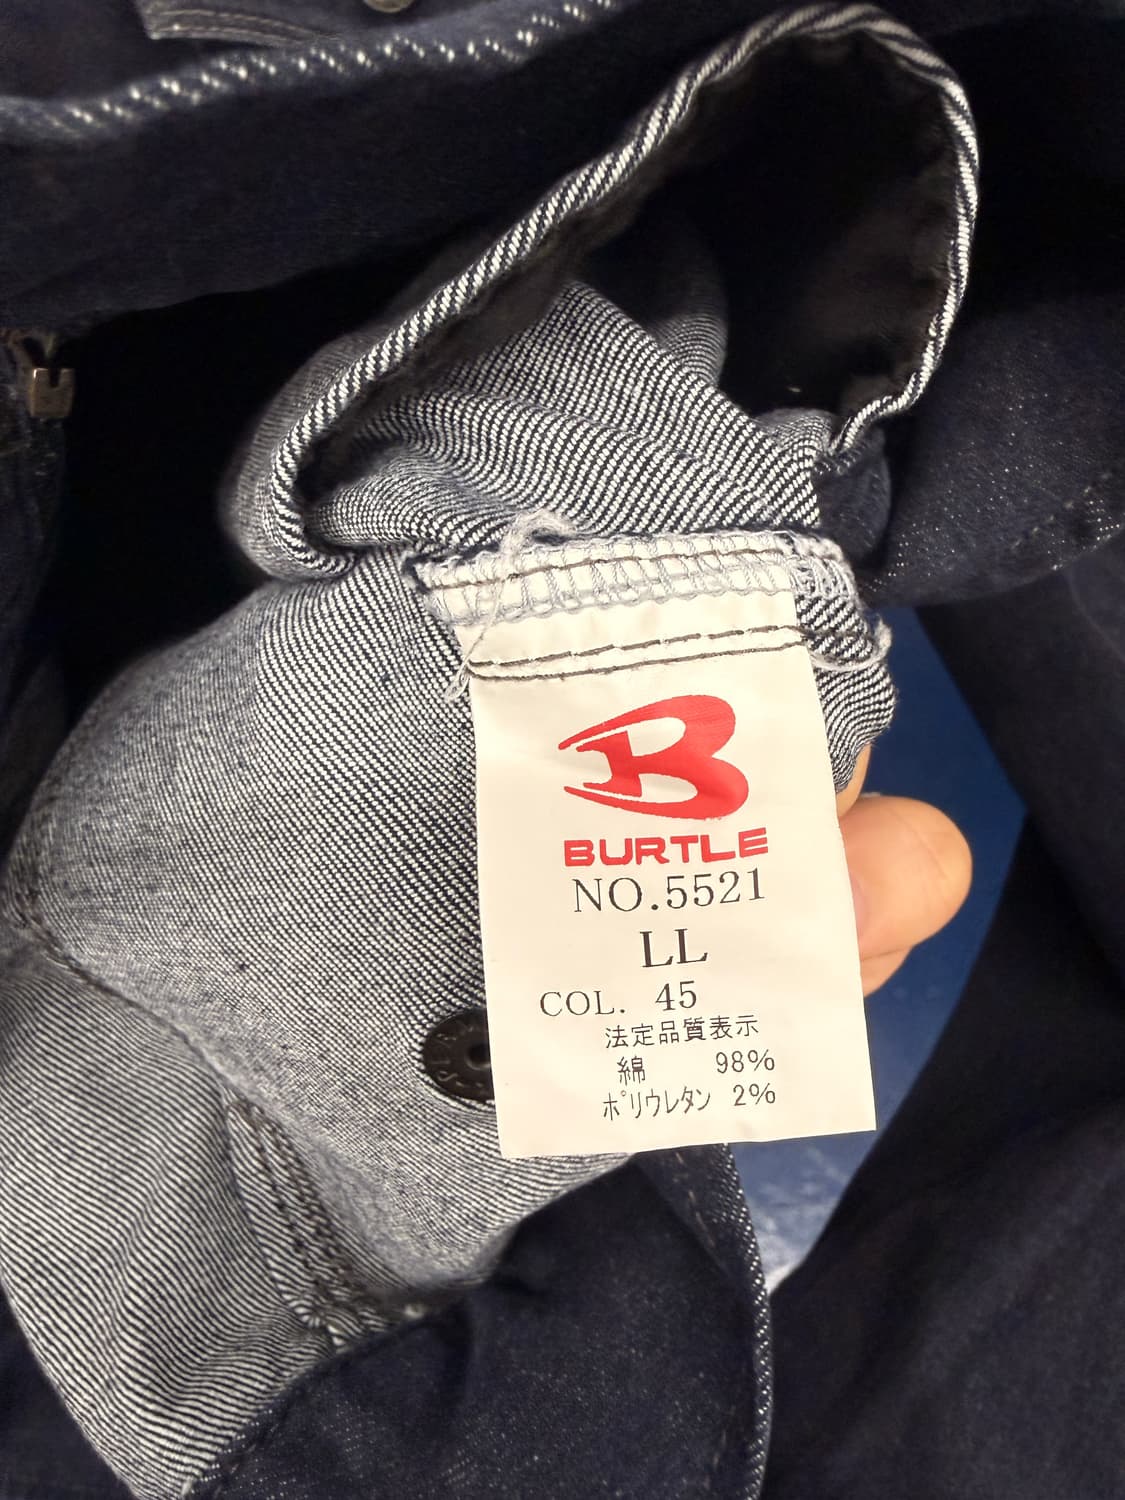 BURTLE
NO.5521
LL
COL. 45
法定品質表示
綿 98%
ポリウレタン 2%